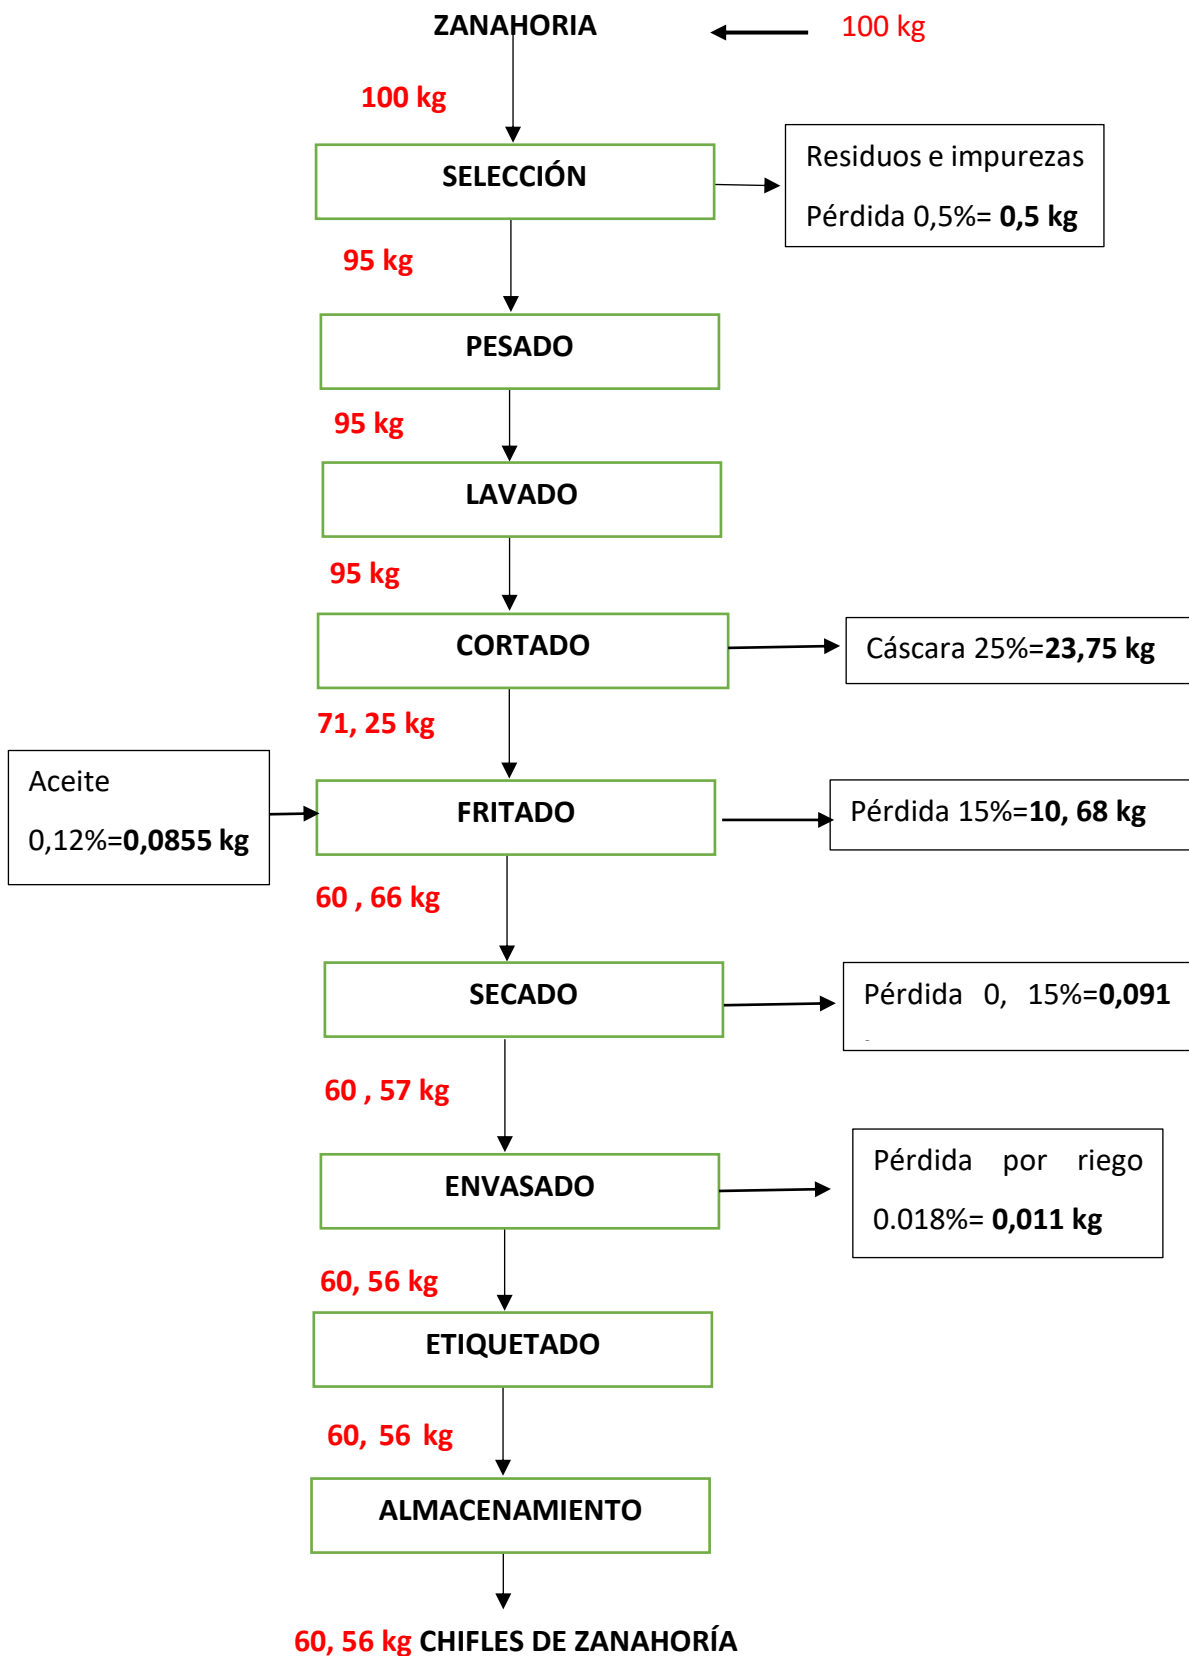 ZANAHORIA
100 kg
100 kg
SELECCIÓN
Residuos e impurezas
Pérdida 0,5%= 0,5 kg
95 kg
PESADO
95 kg
LAVADO
95 kg
CORTADO
Cáscara 25%=23,75 kg
71, 25 kg
Aceite
0,12%=0,0855 kg
FRITADO
Pérdida 15%=10, 68 kg
60 , 66 kg
SECADO
Pérdida 0, 15%=0,091
60 , 57 kg
ENVASADO
Pérdida por riego
0.018%= 0,011 kg
60, 56 kg
ETIQUETADO
60, 56 kg
ALMACENAMIENTO
60, 56 kg CHIFLES DE ZANAHORÍA